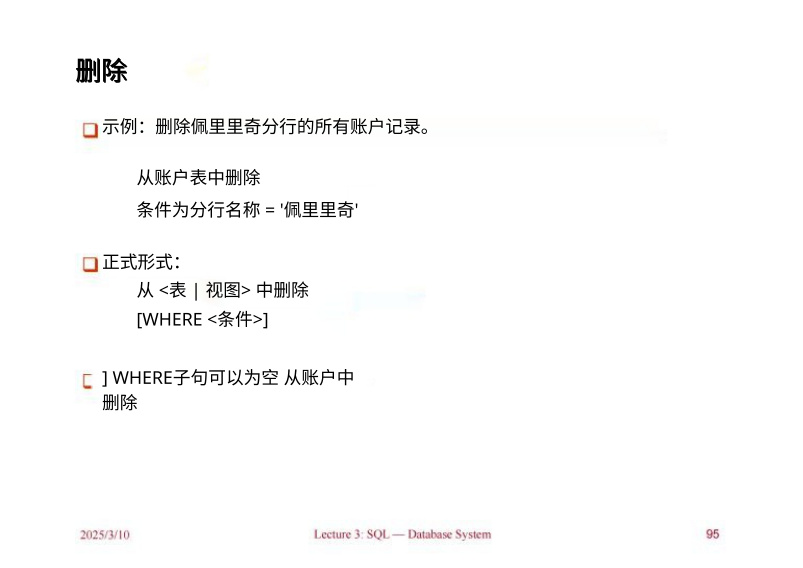 删除
示例：删除佩里里奇分行的所有账户记录。
从账户表中删除
条件为分行名称 = '佩里里奇'
正式形式：
从 <表 | 视图> 中删除
[WHERE <条件>]
] WHERE子句可以为空 从账户中
删除
2025/3/10 Lecture 3: SQL — Database System 95